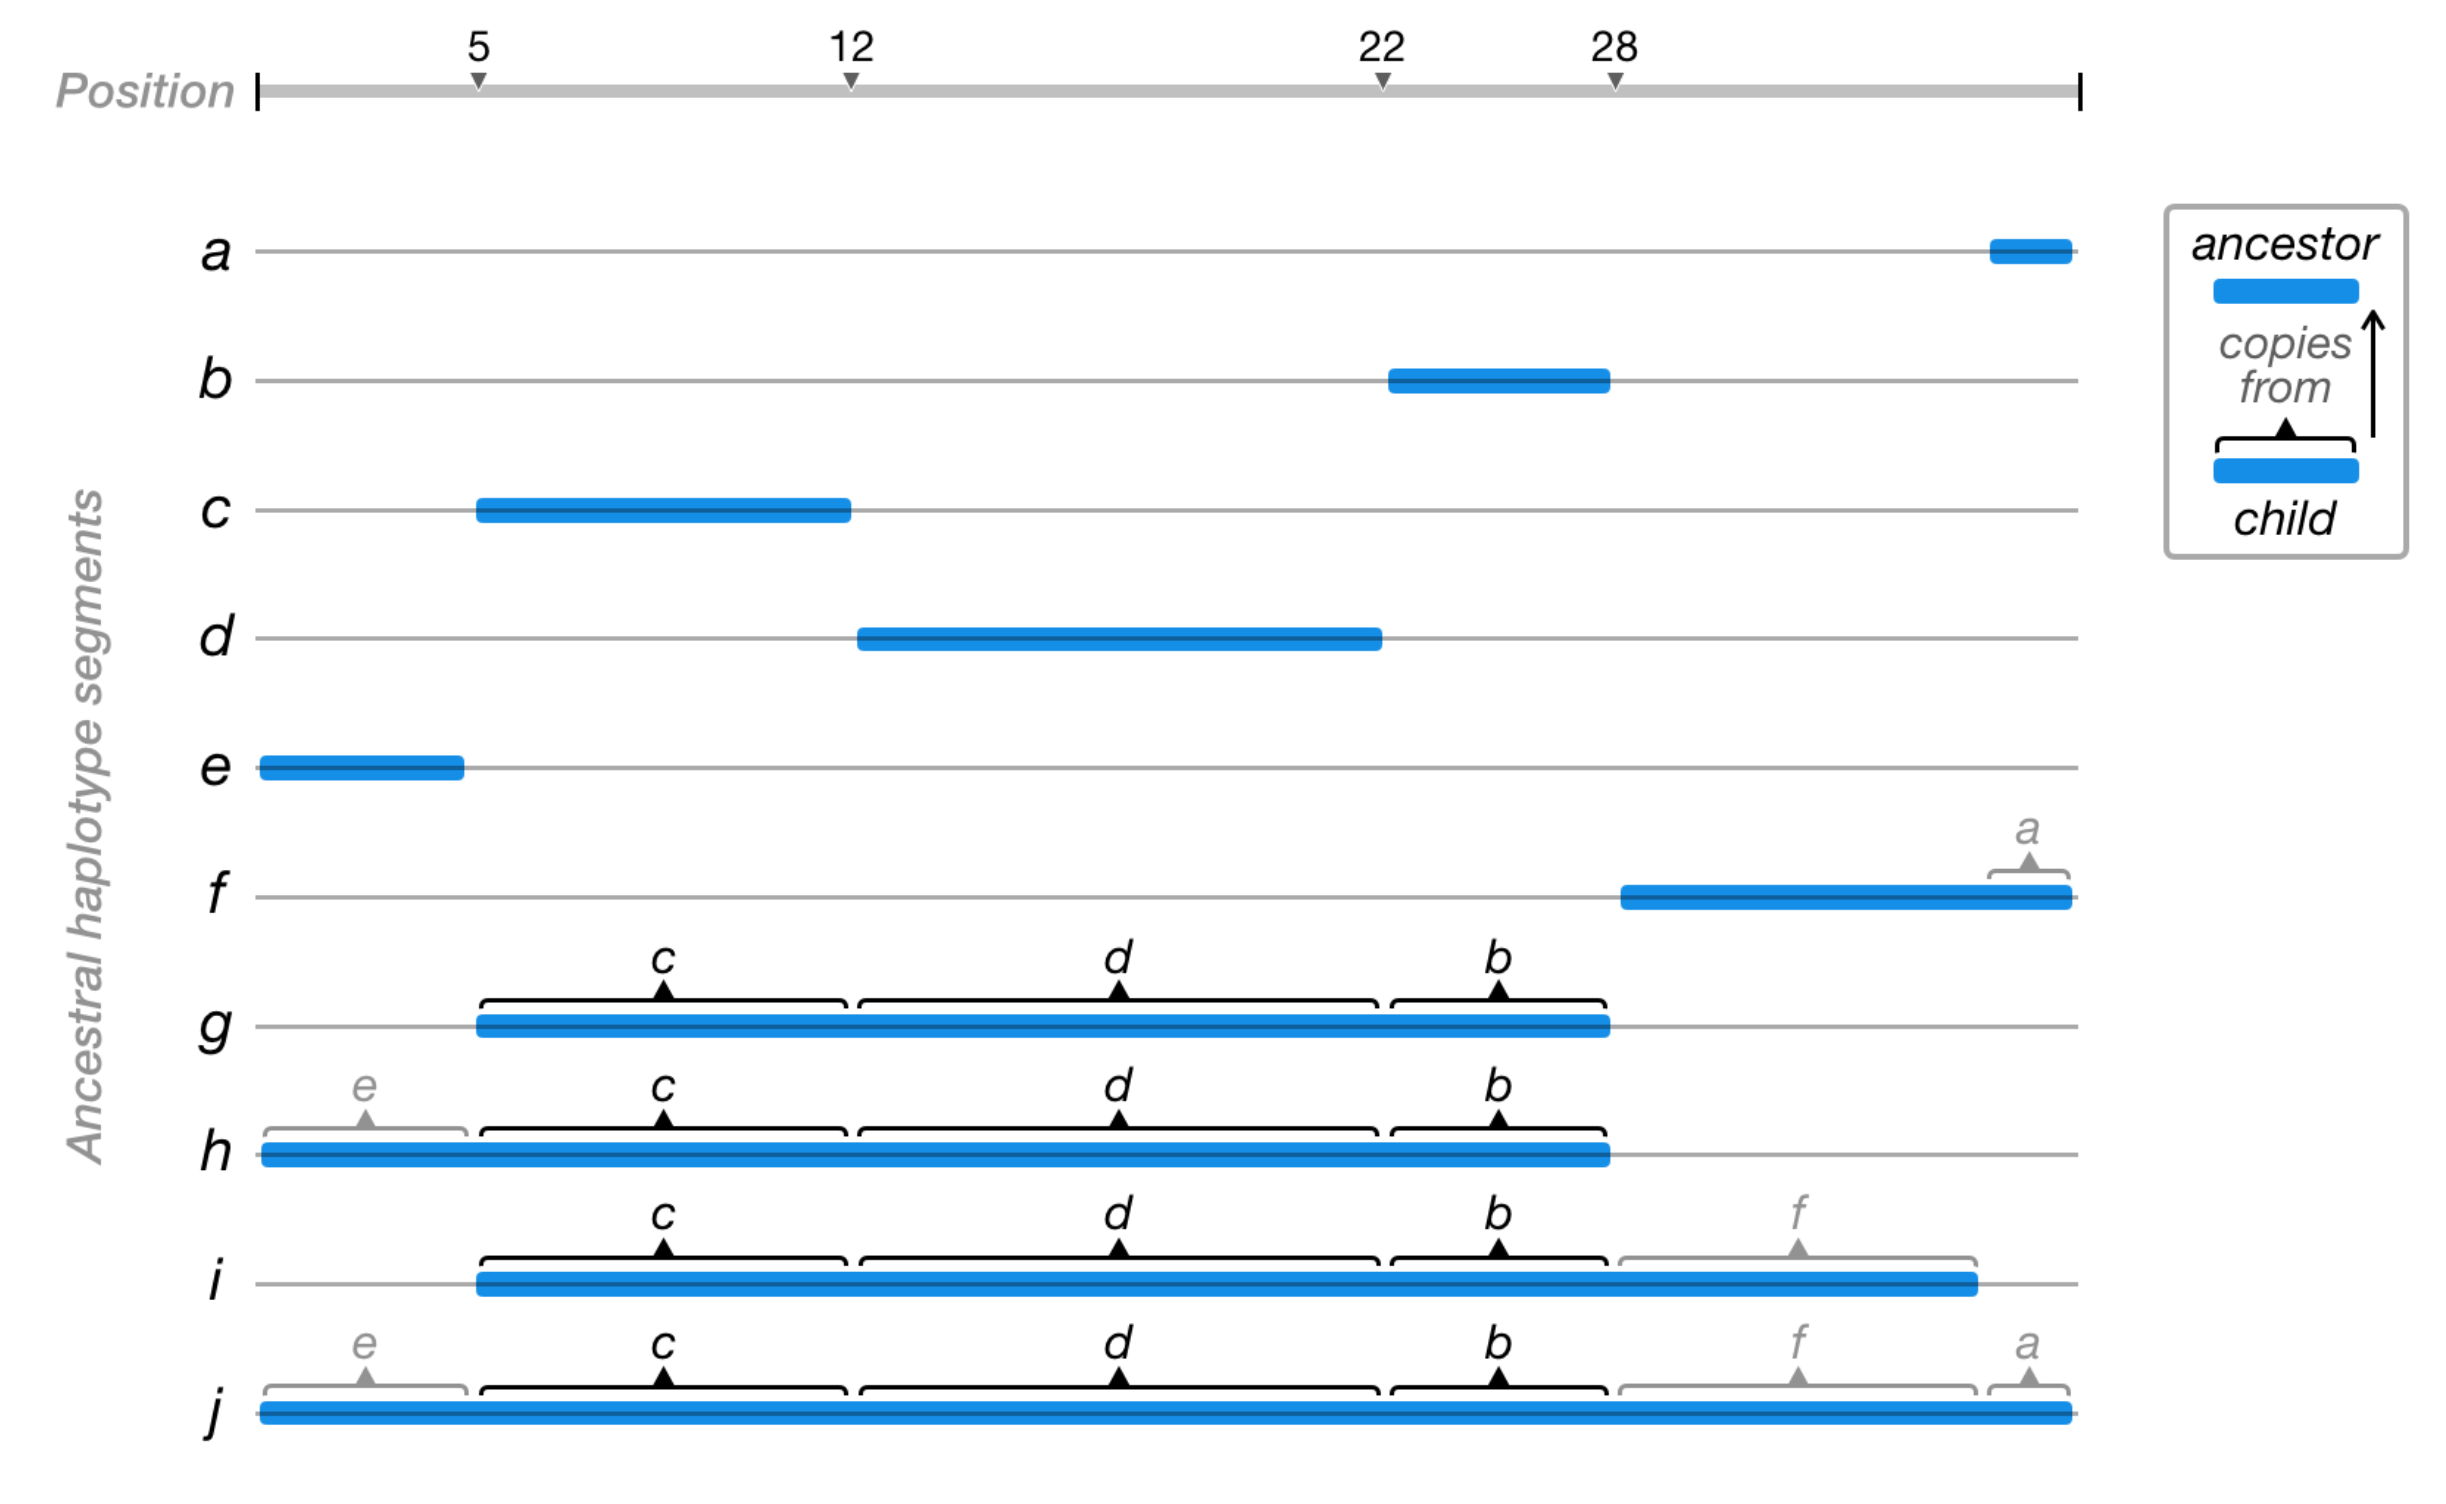 5 12 22 28
Position
Ancestral haplotype segments
a
b
c
d
e
a
f
c d b
g
e c d b
h
c d b f
i
e c d b f a
j
ancestor
copies
from
child